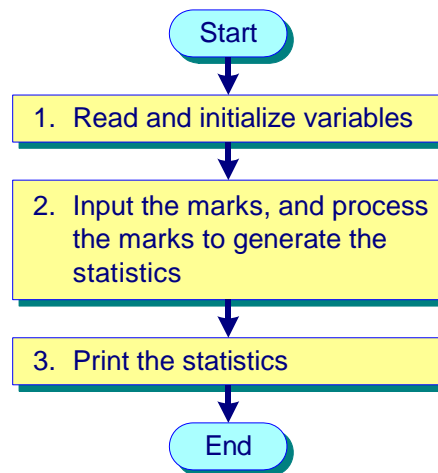 Start
1. Read and initialize variables
2. Input the marks, and process
the marks to generate the
statistics
3. Print the statistics
End